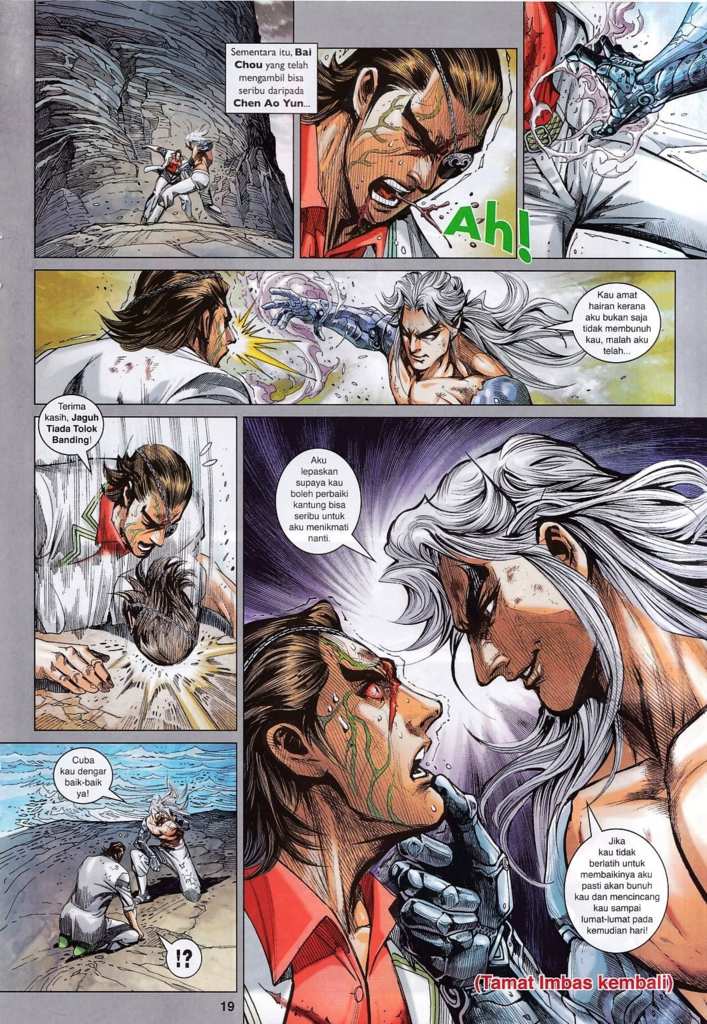 Sementara itu, Bai
Chou yang telah
mengambil bisa
seribu daripada
Chen Ao Yun...
Ah!
Kau amat
hairan kerana
aku bukan saja
tidak membunuh
kau, malah aku
telah...
Terima
kasih, Jaguh
Tiada Tolok
Banding!
Aku
lepaskan
supaya kau
boleh perbaiki
kantung bisa
seribu untuk
aku menikmati
nanti.
Cuba
kau dengar
baik-baik
ya!
!?
Jika
kau tidak
berlatih untuk
membaikinya aku
pasti akan bunuh
kau dan mencincang
kau sampai
lumat-lumat pada
kemudian hari!
(Tamat Imbas kembali)
19